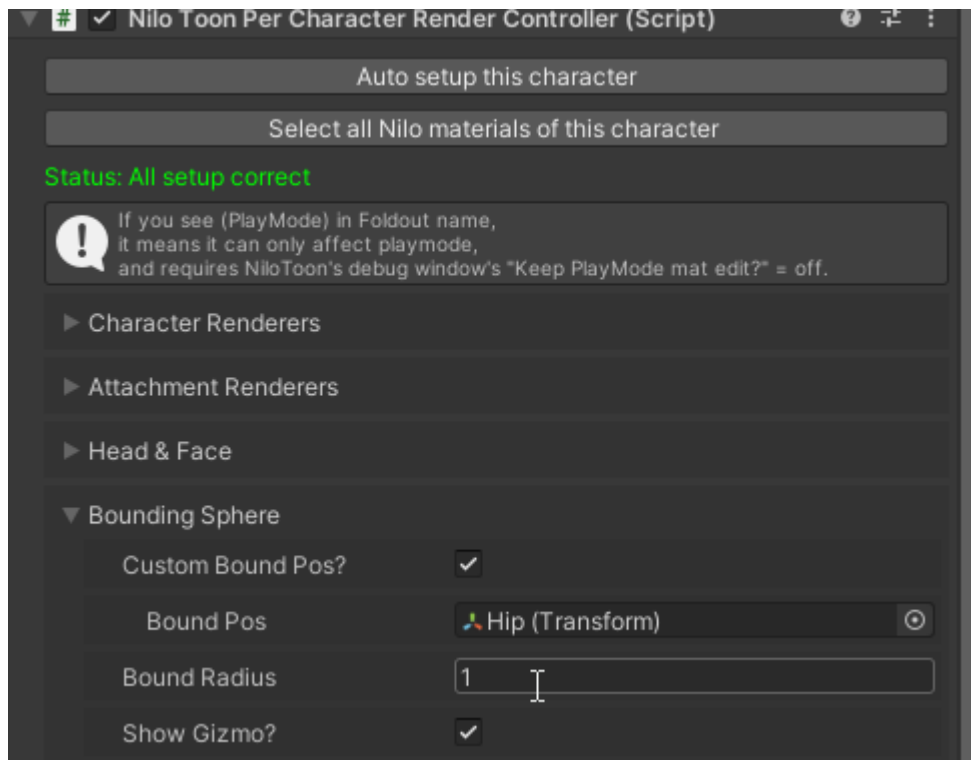 Nilo Toon Per Character Render Controller (Script)
Auto setup this character
Select all Nilo materials of this character
Status: All setup correct
If you see (PlayMode) in Foldout name,
it means it can only affect playmode,
and requires NiloToon's debug window's "Keep PlayMode mat edit?" = off.
Character Renderers
Attachment Renderers
Head & Face
Bounding Sphere
Custom Bound Pos?
Bound Pos Hip (Transform)
Bound Radius 1
Show Gizmo?